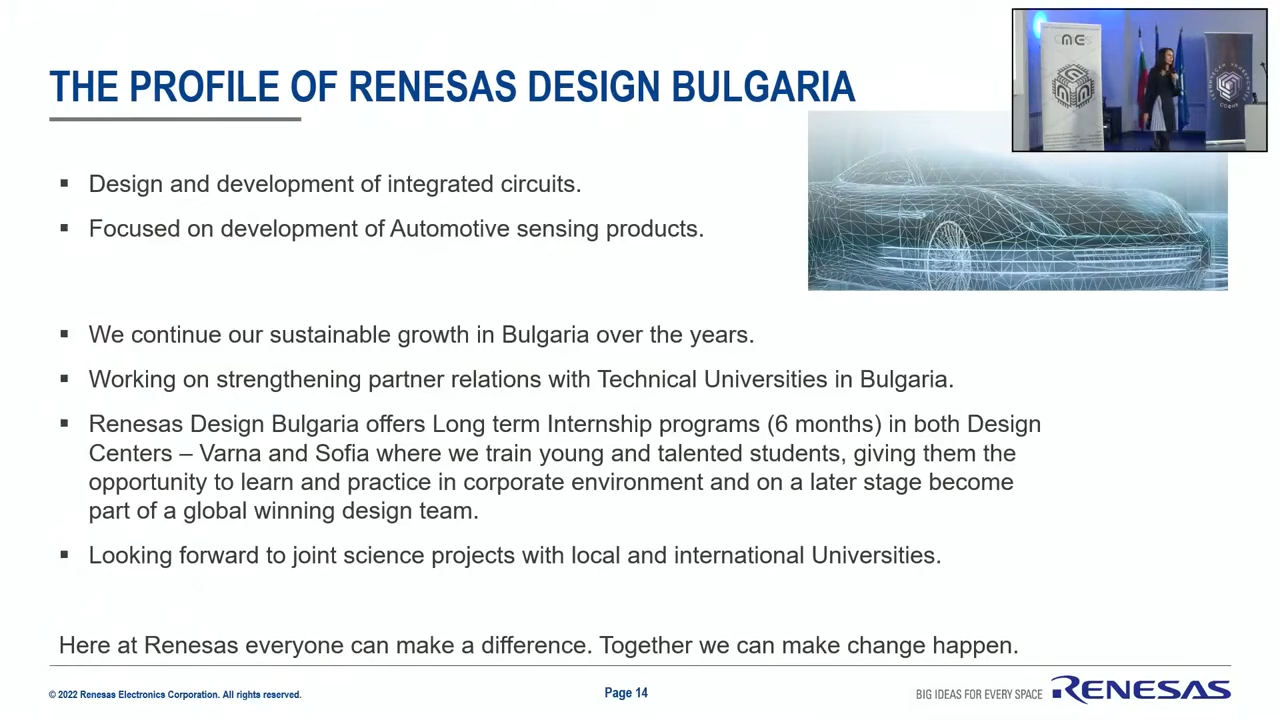 THE PROFILE OF RENESAS DESIGN BULGARIA
▪ Design and development of integrated circuits.
▪ Focused on development of Automotive sensing products.
▪ We continue our sustainable growth in Bulgaria over the years.
▪ Working on strengthening partner relations with Technical Universities in Bulgaria.
▪ Renesas Design Bulgaria offers Long term Internship programs (6 months) in both Design
Centers – Varna and Sofia where we train young and talented students, giving them the
opportunity to learn and practice in corporate environment and on a later stage become
part of a global winning design team.
▪ Looking forward to joint science projects with local and international Universities.
Here at Renesas everyone can make a difference. Together we can make change happen.
© 2022 Renesas Electronics Corporation. All rights reserved.
Page 14
BIG IDEAS FOR EVERY SPACE RENESAS